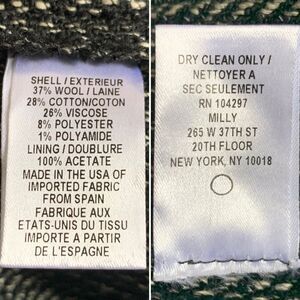 SHELL / EXTERIEUR
37% WOOL / LAINE
28% COTTON/COTON
26% VISCOSE
8% POLYESTER
1% POLYAMIDE
LINING / DOUBLURE
100% ACETATE
MADE IN THE USA OF
IMPORTED FABRIC
FROM SPAIN
FABRIQUE AUX
ETATS-UNIS DU TISSU
IMPORTE A PARTIR
DE L'ESPAGNE
DRY CLEAN ONLY /
NETTOYER A
SEC SEULEMENT
RN 104297
MILLY
265 W 37TH ST
20TH FLOOR
NEW YORK, NY 10018